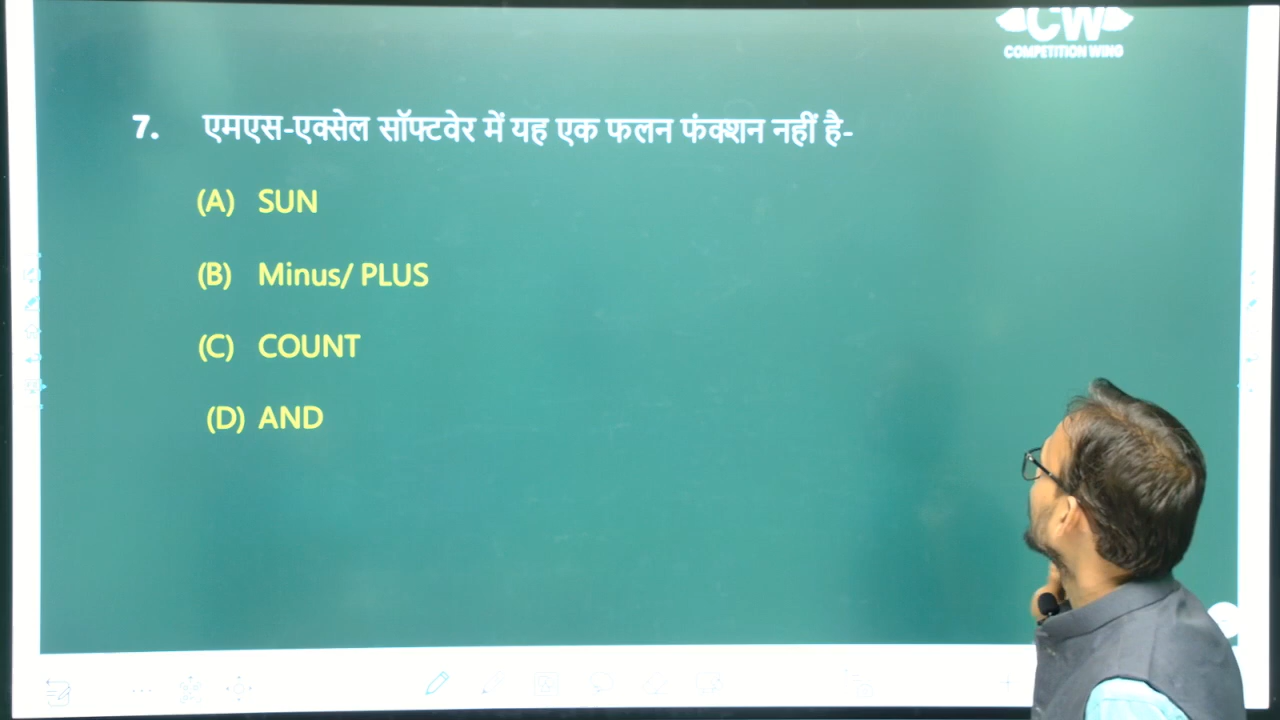 CW
COMPETITION WING
7. एमएस-एक्सेल सॉफ्टवेर में यह एक फलन फंक्शन नहीं है-
(A) SUN
(B) Minus/ PLUS
(C) COUNT
(D) AND